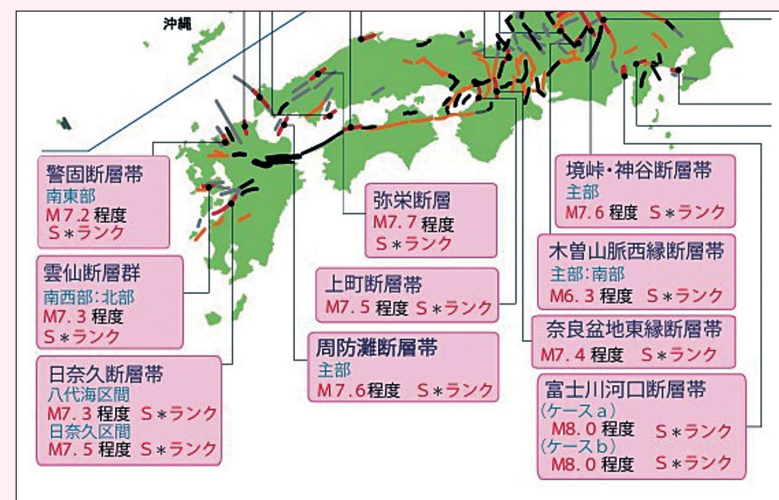 沖縄
警固断層帯
南東部
M7.2程度
S*ランク
雲仙断層群
南西部:北部
M7.3程度
S*ランク
日奈久断層帯
八代海区間
M7.3程度 S*ランク
日奈久区間
M7.5程度 S*ランク
弥栄断層
M7.7程度
S*ランク
上町断層帯
M7.5程度 S*ランク
周防灘断層帯
主部
M7.6程度 S*ランク
境峠・神谷断層帯
主部
M7.6程度 S*ランク
木曽山脈西縁断層帯
主部:南部
M6.3程度 S*ランク
奈良盆地東縁断層帯
M7.4程度 S*ランク
富士川河口断層帯
(ケースa)
M8.0程度 S*ランク
(ケースb)
M8.0程度 S*ランク